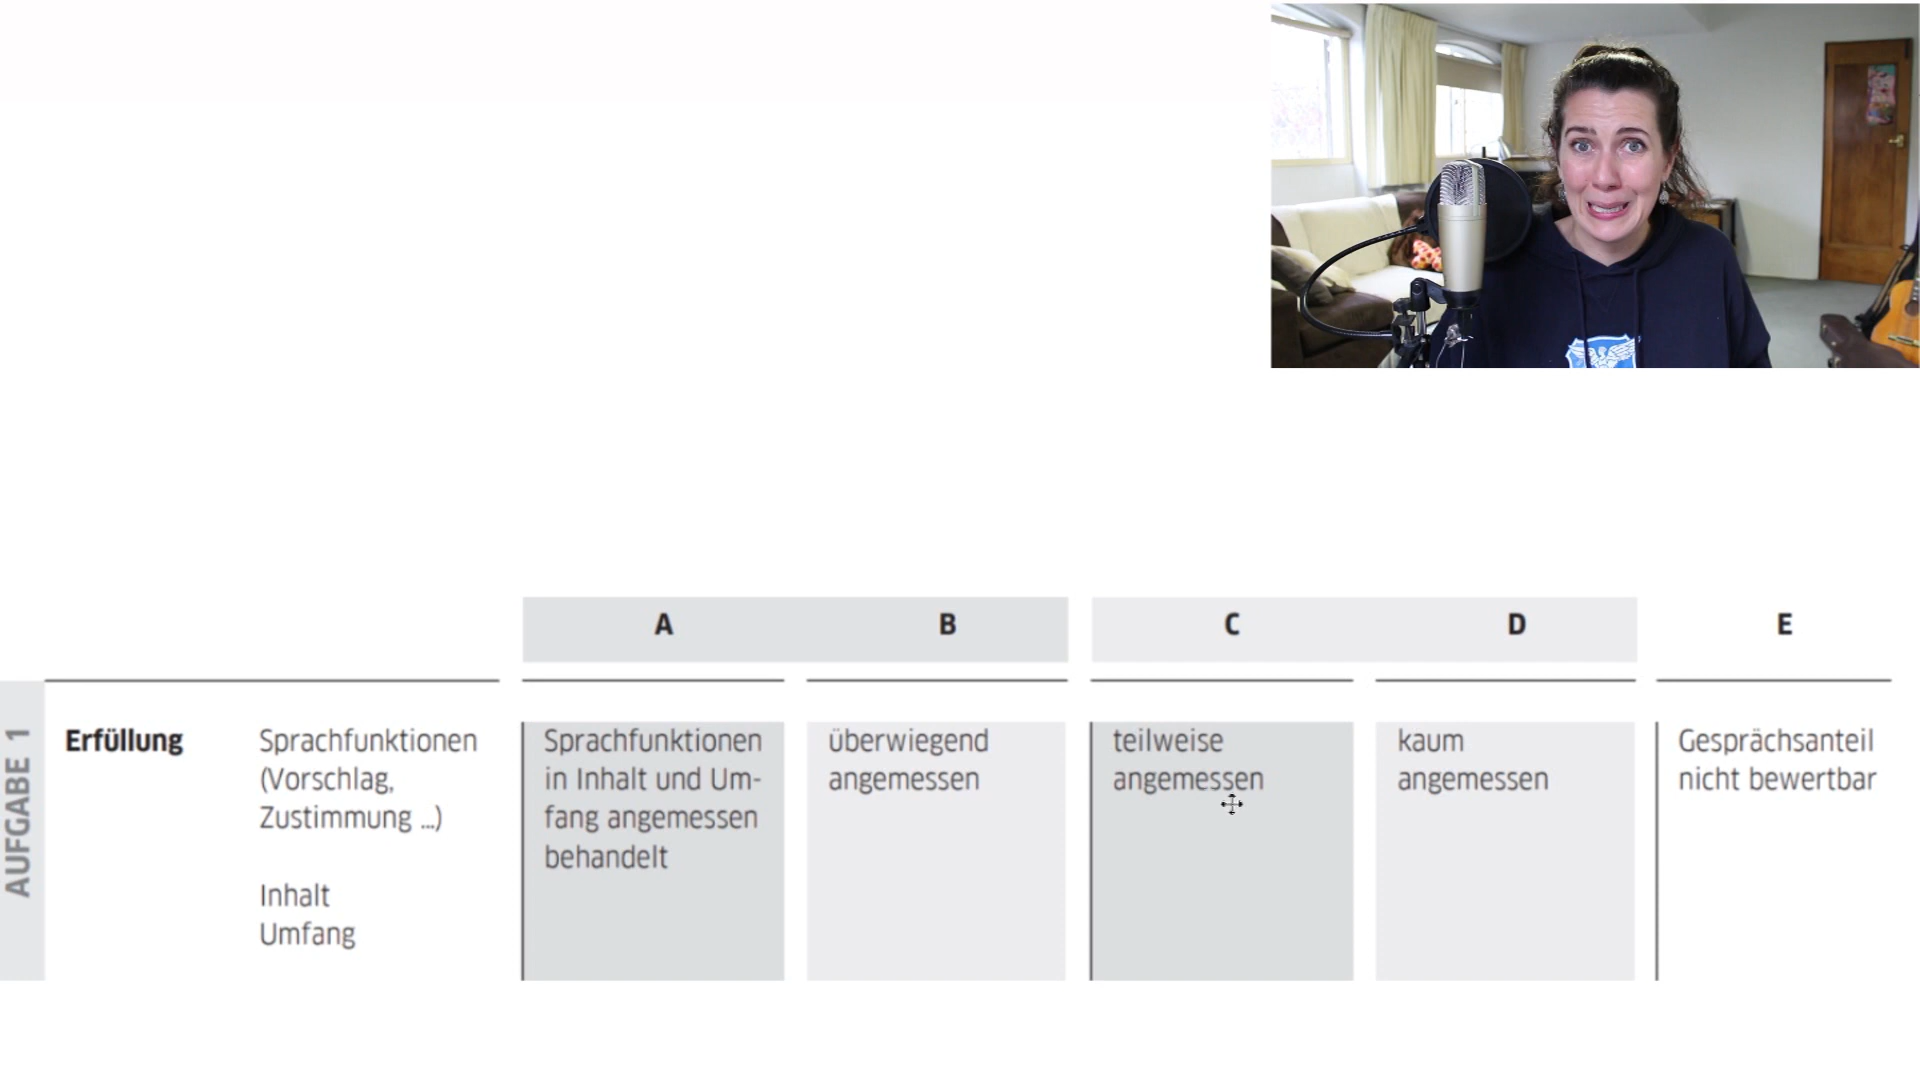 A B C D E
AUFGABE 1
Erfüllung
Sprachfunktionen
(Vorschlag,
Zustimmung ...)
Inhalt
Umfang
Sprachfunktionen
in Inhalt und Um-
fang angemessen
behandelt
überwiegend
angemessen
teilweise
angemessen
kaum
angemessen
Gesprächsanteil
nicht bewertbar